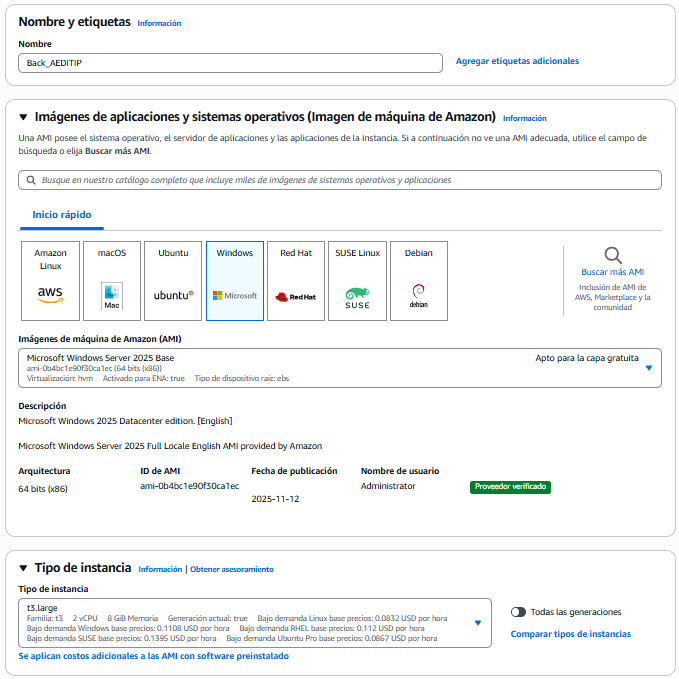 Nombre y etiquetas Información
Nombre
Back_AEDITIP
Agregar etiquetas adicionales
Imágenes de aplicaciones y sistemas operativos (Imagen de máquina de Amazon) Información
Una AMI posee el sistema operativo, el servidor de aplicaciones y las aplicaciones de la instancia. Si a continuación no ve una AMI adecuada, utilice el campo de
búsqueda o elija Buscar más AMI.
Busque en nuestro catálogo completo que incluye miles de imágenes de sistemas operativos y aplicaciones
Inicio rápido
Amazon
Linux
aws
macOS
Mac
Ubuntu
ubuntu
Windows
Microsoft
Red Hat
Red Hat
SUSE Linux
SUSE
Debian
debian
Buscar más AMI
Inclusión de AMI de
AWS, Marketplace y la
comunidad
Imágenes de máquina de Amazon (AMI)
Microsoft Windows Server 2025 Base
Apto para la capa gratuita
ami-0b4bc1e90f30ca1ec (64 bits (x86))
Virtualización: hvm Activado para ENA: true Tipo de dispositivo raíz: ebs
Descripción
Microsoft Windows 2025 Datacenter edition. [English]
Microsoft Windows Server 2025 Full Locale English AMI provided by Amazon
Arquitectura ID de AMI Fecha de publicación Nombre de usuario
64 bits (x86) ami-0b4bc1e90f30ca1ec 2025-11-12 Administrator Proveedor verificado
Tipo de instancia Información | Obtener asesoramiento
Tipo de instancia
t3.large
Familia: t3 2 vCPU 8 GiB Memoria Generación actual: true Bajo demanda Linux base precios: 0.0832 USD por hora
Bajo demanda Windows base precios: 0.1108 USD por hora Bajo demanda RHEL base precios: 0.112 USD por hora
Bajo demanda SUSE base precios: 0.1395 USD por hora Bajo demanda Ubuntu Pro base precios: 0.0867 USD por hora
Todas las generaciones
Comparar tipos de instancias
Se aplican costos adicionales a las AMI con software preinstalado